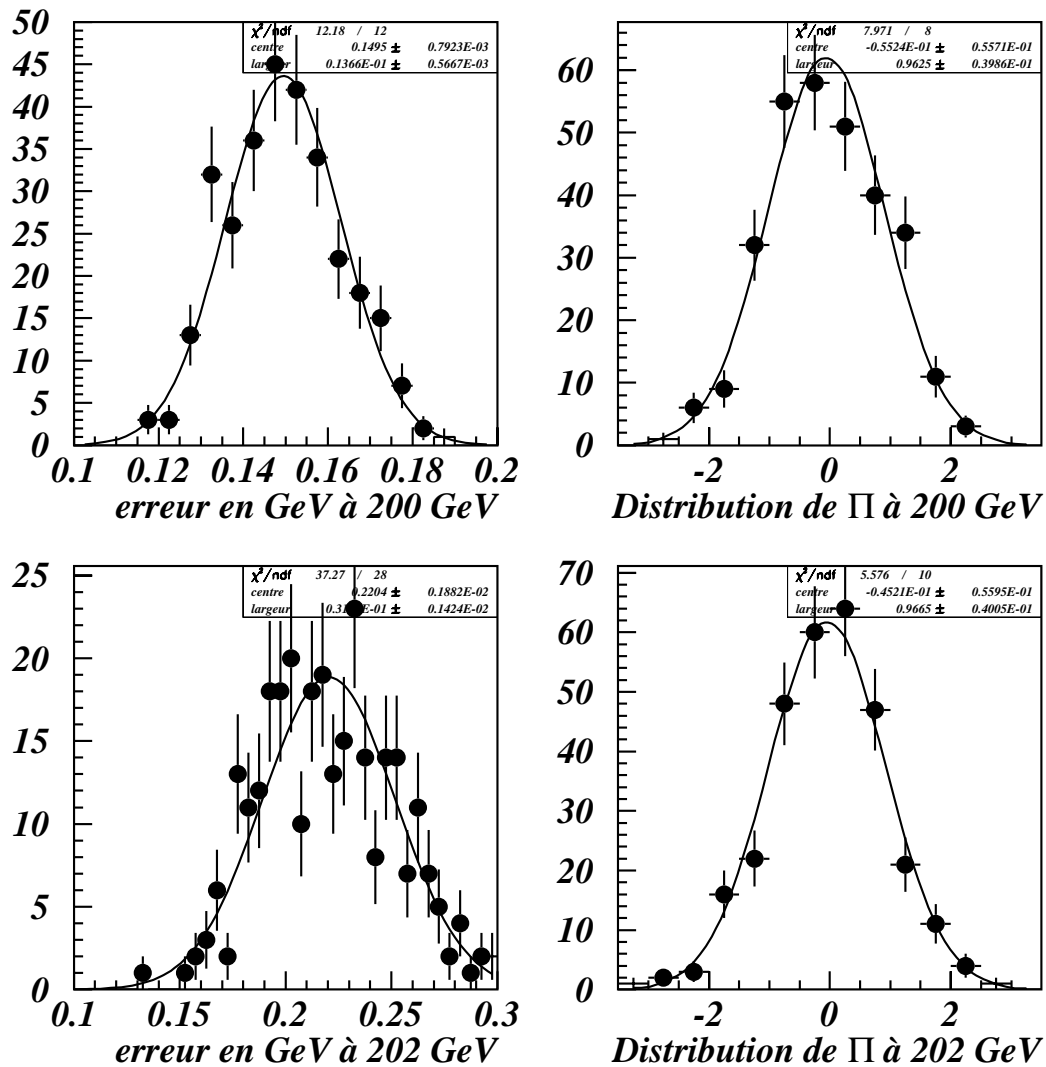 χ²/ndf 12.18 / 12
centre 0.1495 ± 0.7923E-03
0.1366E-01 ± 0.5667E-03
50
45
40
35
30
25
20
15
10
5
0
0.1 0.12 0.14 0.16 0.18 0.2
erreur en GeV à 200 GeV
χ²/ndf 7.971 / 8
centre -0.5524E-01 ± 0.5571E-01
0.9625 ± 0.3986E-01
60
50
40
30
20
10
0
-2 0 2
Distribution de Π à 200 GeV
χ²/ndf 37.27 / 28
centre 0.2204 ± 0.1882E-02
largeur ± 0.1424E-02
25
20
15
10
5
0
0.1 0.15 0.2 0.25 0.3
erreur en GeV à 202 GeV
χ²/ndf 5.576 / 10
centre -0.4521E-01 ± 0.5595E-01
largeur 0.9665 ± 0.4005E-01
70
60
50
40
30
20
10
0
-2 0 2
Distribution de Π à 202 GeV